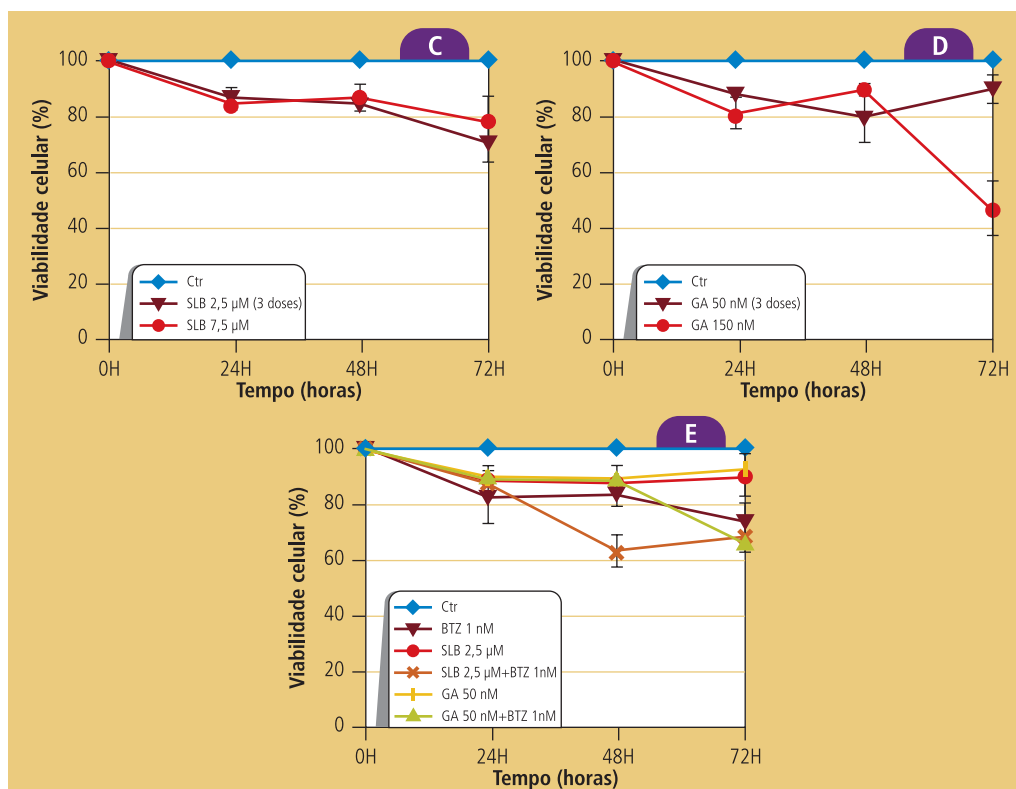 C
Viabilidade celular (%)
100
80
60
40
20
0
Ctr
SLB 2,5 µM (3 doses)
SLB 7,5 µM
0H 24H 48H 72H
Tempo (horas)
D
Viabilidade celular (%)
100
80
60
40
20
0
Ctr
GA 50 nM (3 doses)
GA 150 nM
0H 24H 48H 72H
Tempo (horas)
E
Viabilidade celular (%)
100
80
60
40
20
0
Ctr
BTZ 1 nM
SLB 2,5 µM
SLB 2,5 µM+BTZ 1nM
GA 50 nM
GA 50 nM+BTZ 1nM
0H 24H 48H 72H
Tempo (horas)